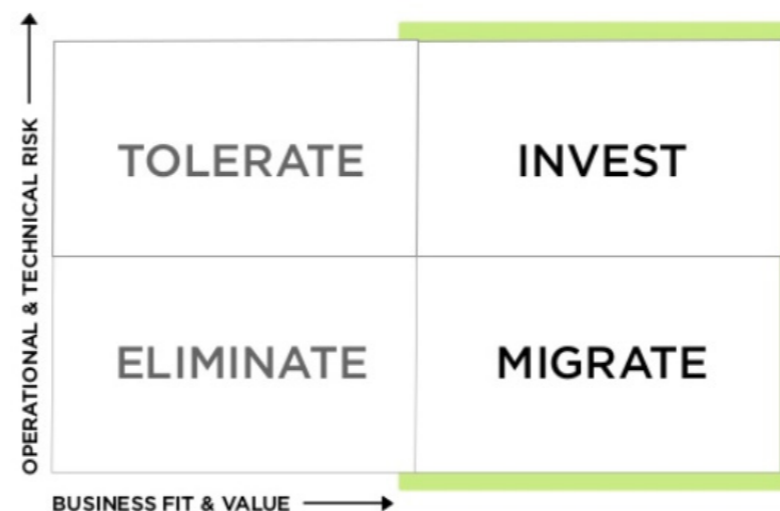 OPERATIONAL & TECHNICAL RISK
TOLERATE
INVEST
ELIMINATE
MIGRATE
BUSINESS FIT & VALUE